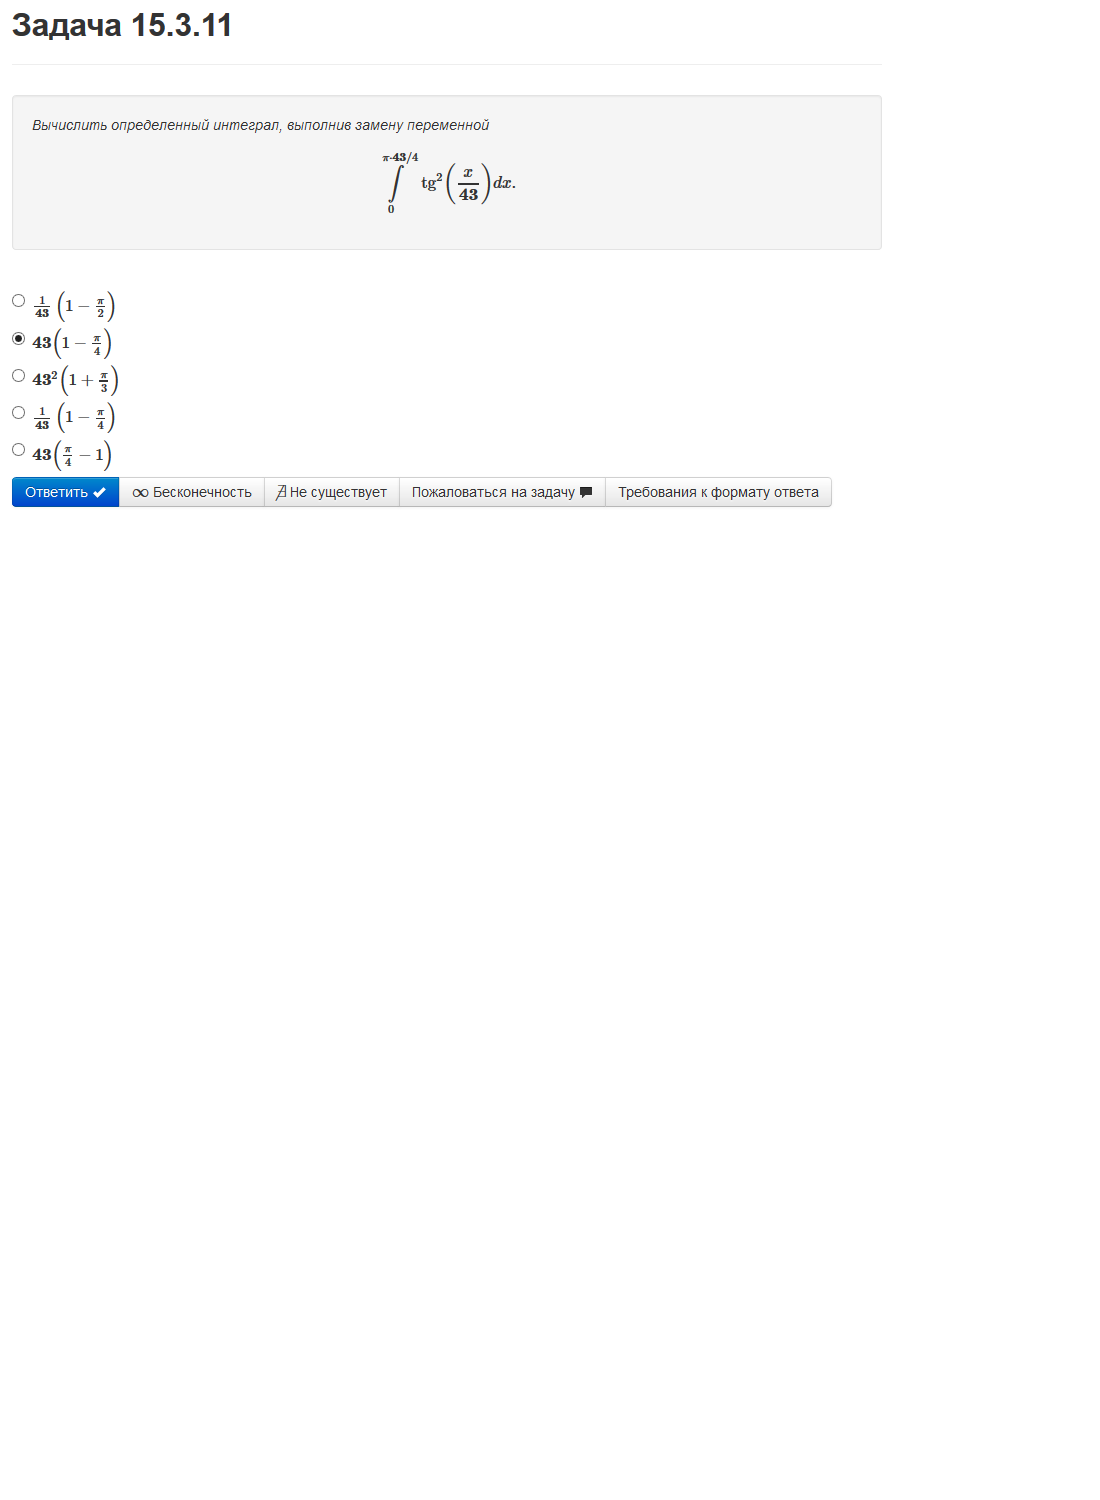 Задача 15.3.11
Вычислить определенный интеграл, выполнив замену переменной
$\int\limits_{0}^{\pi \cdot 43/4} \operatorname{tg}^2\left(\frac{x}{43}\right) dx.$
$\frac{1}{43}\left(1 - \frac{\pi}{2}\right)$
$43\left(1 - \frac{\pi}{4}\right)$
$43^2\left(1 + \frac{\pi}{3}\right)$
$\frac{1}{43}\left(1 - \frac{\pi}{4}\right)$
$43\left(\frac{\pi}{4} - 1\right)$
Ответить ✔ ∞ Бесконечность ∄ Не существует Пожаловаться на задачу Требования к формату ответа